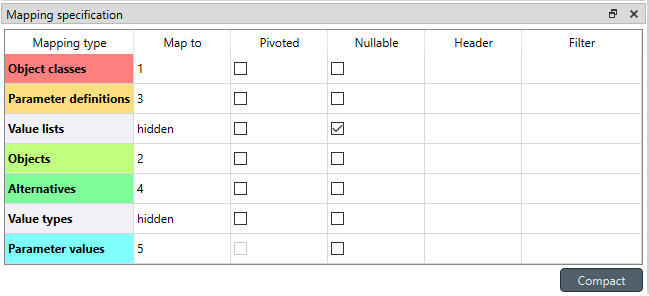 Mapping specification
Mapping type Map to Pivoted Nullable Header Filter
Object classes 1
Parameter definitions 3
Value lists hidden
Objects 2
Alternatives 4
Value types hidden
Parameter values 5
Compact